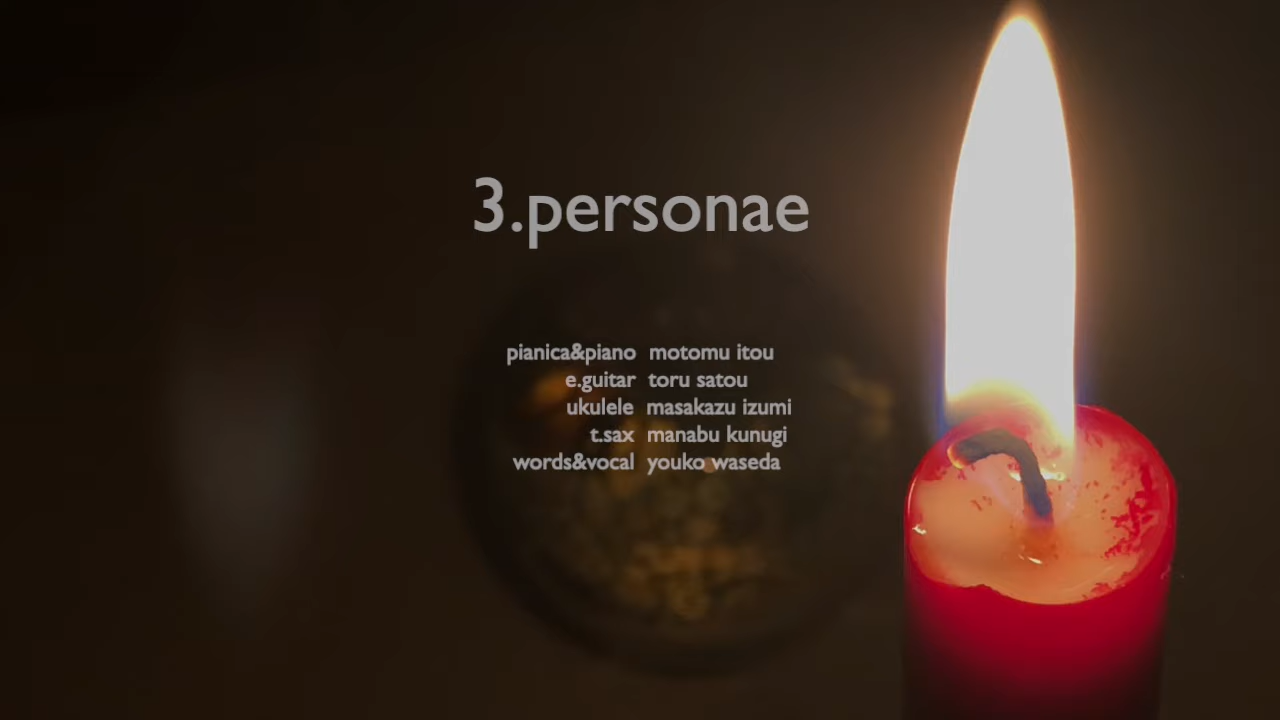 3.personae
pianica&piano motomu itou
e.guitar toru satou
ukulele masakazu izumi
t.sax manabu kunugi
words&vocal youko waseda